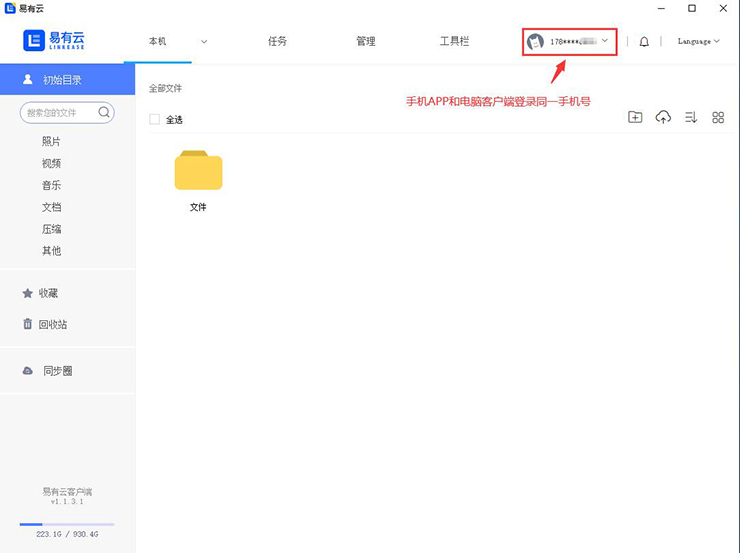 易有云
易有云
LINKEASE
本机
任务
管理
工具栏
178****
Language
初始目录
全部文件
手机APP和电脑客户端登录同一手机号
搜索您的文件
全选
照片
视频
音乐
文档
压缩
其他
文件
收藏
回收站
同步圈
易有云客户端
v1.1.3.1
223.1G / 930.4G